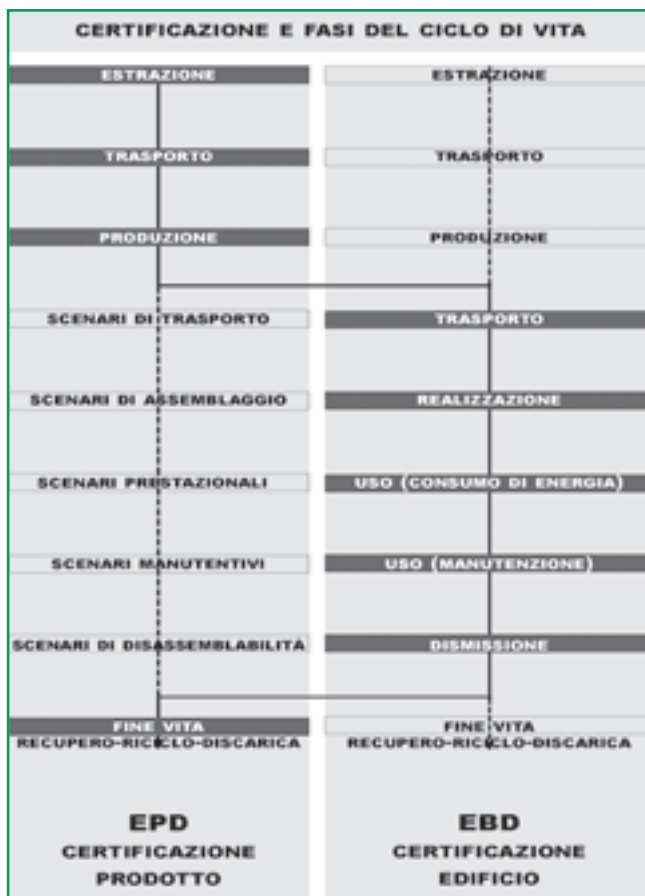 CERTIFICAZIONE E FASI DEL CICLO DI VITA
ESTRAZIONE
TRASPORTO
PRODUZIONE
SCENARI DI TRASPORTO
SCENARI DI ASSEMBLAGGIO
SCENARI PRESTAZIONALI
SCENARI MANUTENTIVI
SCENARI DI DISASSEMBLABILITÀ
FINE VITA
RECUPERO-RICICLO-DISCARICA
EPD
CERTIFICAZIONE
PRODOTTO
ESTRAZIONE
TRASPORTO
PRODUZIONE
TRASPORTO
REALIZZAZIONE
USO (CONSUMO DI ENERGIA)
USO (MANUTENZIONE)
DISMISSIONE
FINE VITA
RECUPERO-RICICLO-DISCARICA
EBD
CERTIFICAZIONE
EDIFICIO